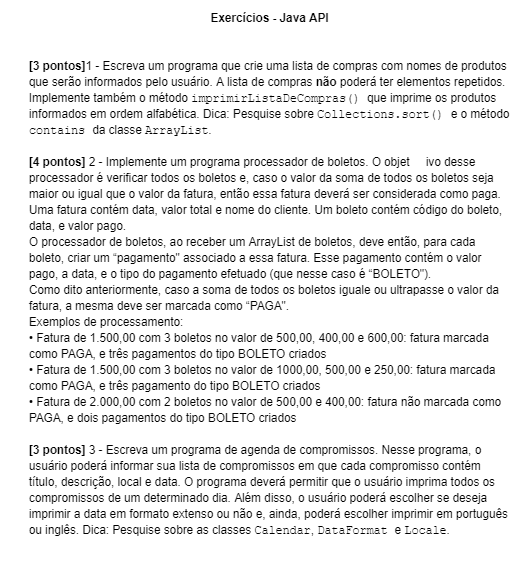 Exercícios - Java API
[3 pontos]1 - Escreva um programa que crie uma lista de compras com nomes de produtos
que serão informados pelo usuário. A lista de compras não poderá ter elementos repetidos.
Implemente também o método imprimirListaDeCompras() que imprime os produtos
informados em ordem alfabética. Dica: Pesquise sobre Collections.sort() e o método
contains da classe ArrayList.
[4 pontos] 2 - Implemente um programa processador de boletos. O objet ivo desse
processador é verificar todos os boletos e, caso o valor da soma de todos os boletos seja
maior ou igual que o valor da fatura, então essa fatura deverá ser considerada como paga.
Uma fatura contém data, valor total e nome do cliente. Um boleto contém código do boleto,
data, e valor pago.
O processador de boletos, ao receber um ArrayList de boletos, deve então, para cada
boleto, criar um “pagamento” associado a essa fatura. Esse pagamento contém o valor
pago, a data, e o tipo do pagamento efetuado (que nesse caso é “BOLETO”).
Como dito anteriormente, caso a soma de todos os boletos iguale ou ultrapasse o valor da
fatura, a mesma deve ser marcada como “PAGA”.
Exemplos de processamento:
• Fatura de 1.500,00 com 3 boletos no valor de 500,00, 400,00 e 600,00: fatura marcada
como PAGA, e três pagamentos do tipo BOLETO criados
• Fatura de 1.500,00 com 3 boletos no valor de 1000,00, 500,00 e 250,00: fatura marcada
como PAGA, e três pagamento do tipo BOLETO criados
• Fatura de 2.000,00 com 2 boletos no valor de 500,00 e 400,00: fatura não marcada como
PAGA, e dois pagamentos do tipo BOLETO criados
[3 pontos] 3 - Escreva um programa de agenda de compromissos. Nesse programa, o
usuário poderá informar sua lista de compromissos em que cada compromisso contém
título, descrição, local e data. O programa deverá permitir que o usuário imprima todos os
compromissos de um determinado dia. Além disso, o usuário poderá escolher se deseja
imprimir a data em formato extenso ou não e, ainda, poderá escolher imprimir em português
ou inglês. Dica: Pesquise sobre as classes Calendar, DataFormat e Locale.